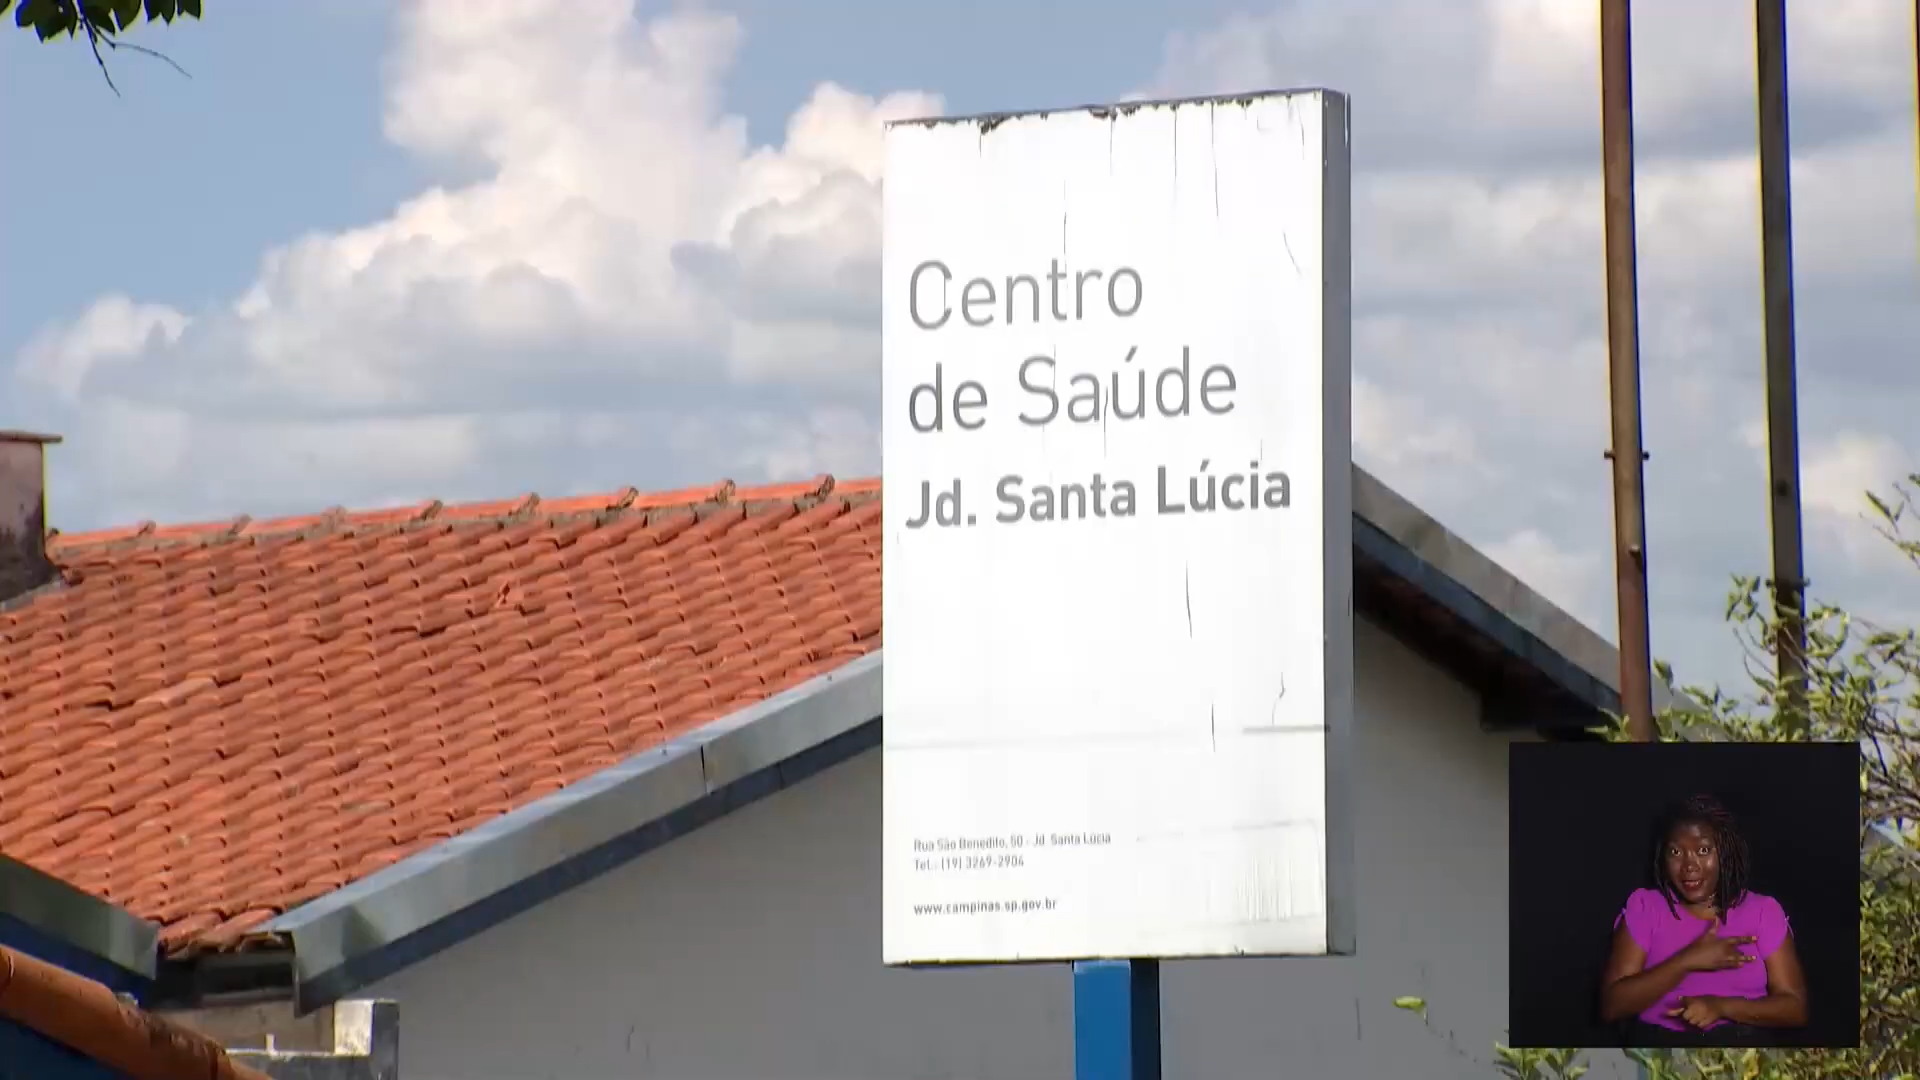 Centro
de Saúde
Jd. Santa Lúcia
Rua São Benedito, 50 - Jd. Santa Lúcia
Tel.: (19) 3269-2904
www.campinas.sp.gov.br